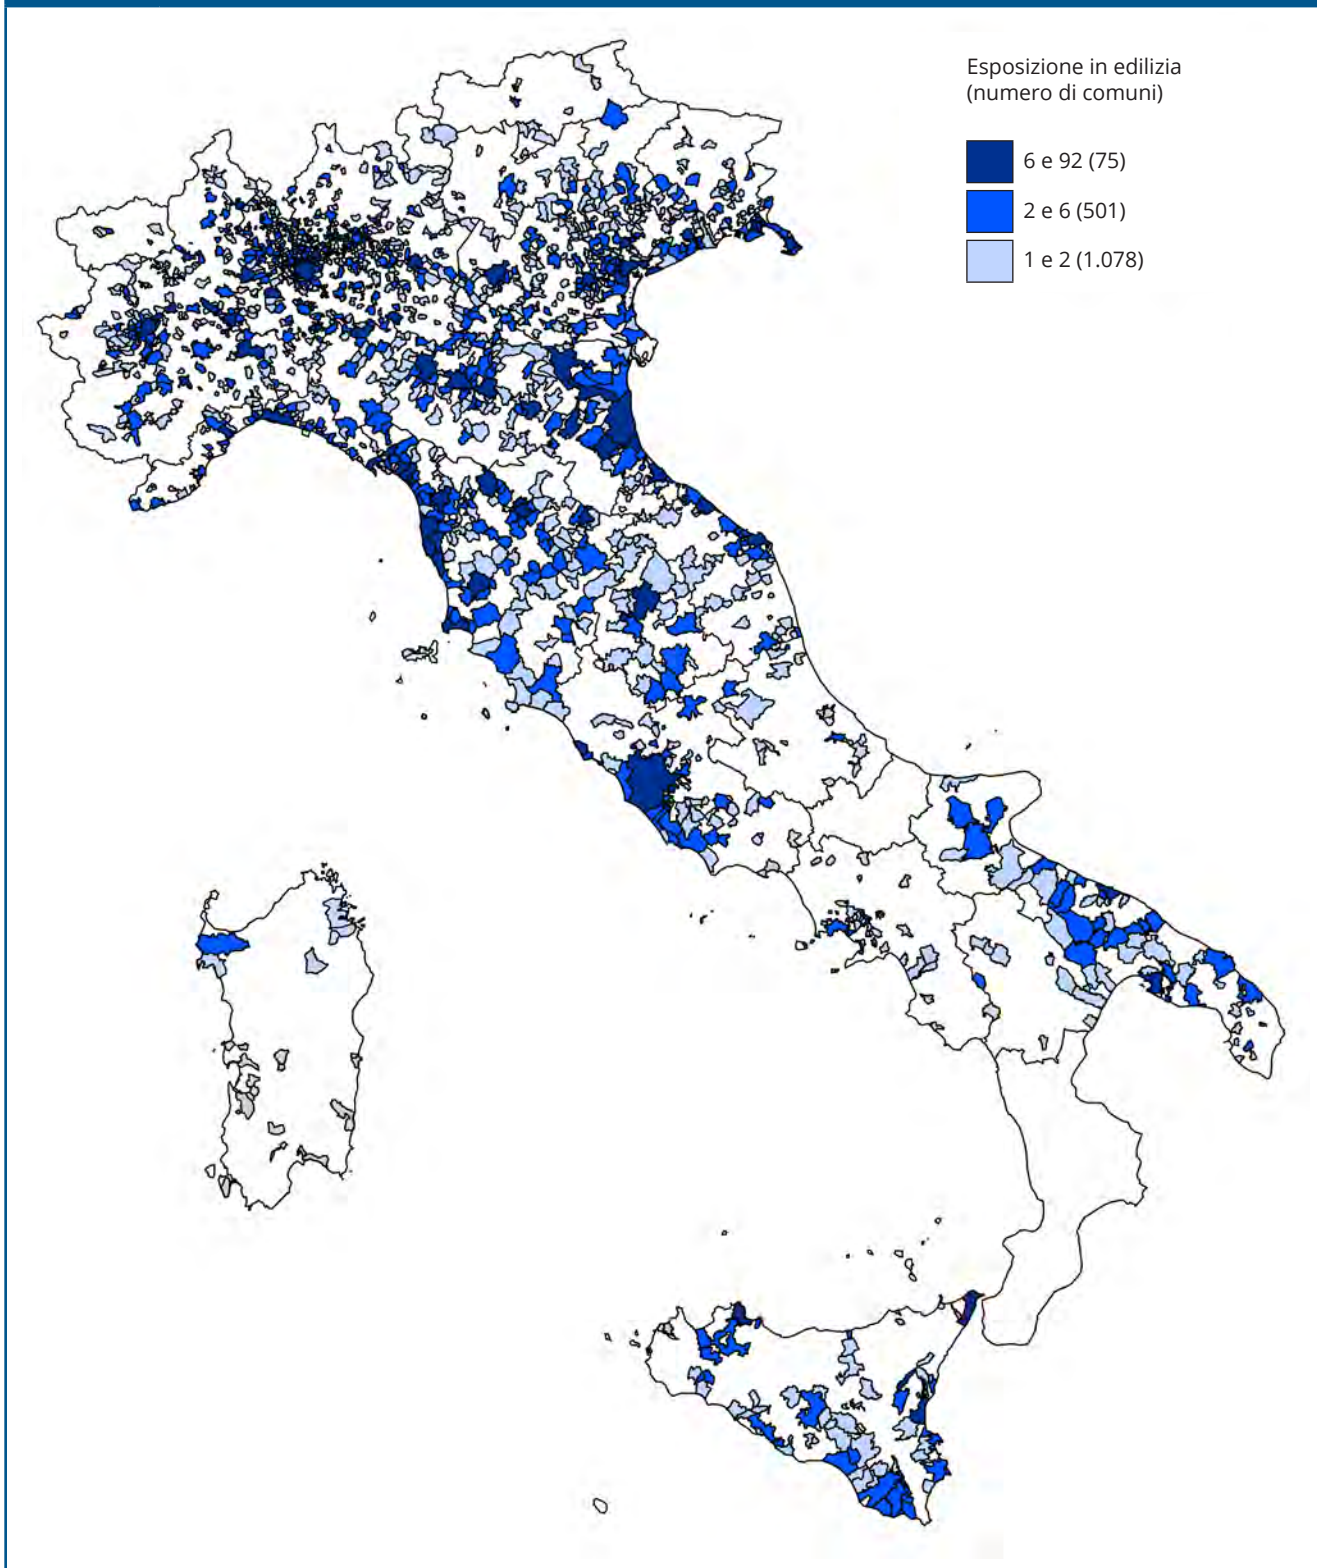 Esposizione in edilizia
(numero di comuni)
6 e 92 (75)
2 e 6 (501)
1 e 2 (1.078)